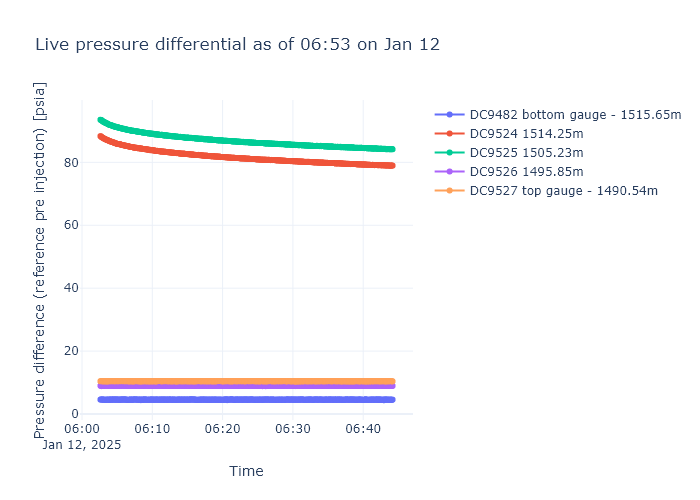 Live pressure differential as of 06:53 on Jan 12
Pressure difference (reference pre injection) [psia]
80
60
40
20
0
06:00
06:10
06:20
06:30
06:40
Jan 12, 2025
Time
DC9482 bottom gauge - 1515.65m
DC9524 1514.25m
DC9525 1505.23m
DC9526 1495.85m
DC9527 top gauge - 1490.54m